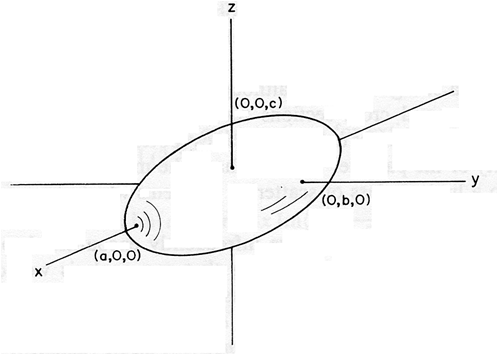 z
(0,0,c)
y
(0,b,0)
(a,0,0)
x